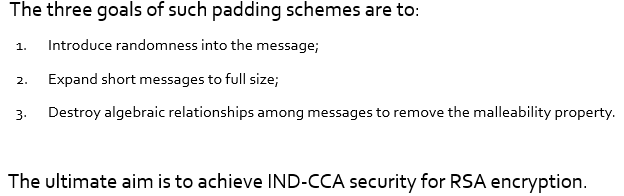 The three goals of such padding schemes are to:
1. Introduce randomness into the message;
2. Expand short messages to full size;
3. Destroy algebraic relationships among messages to remove the malleability property.
The ultimate aim is to achieve IND-CCA security for RSA encryption.